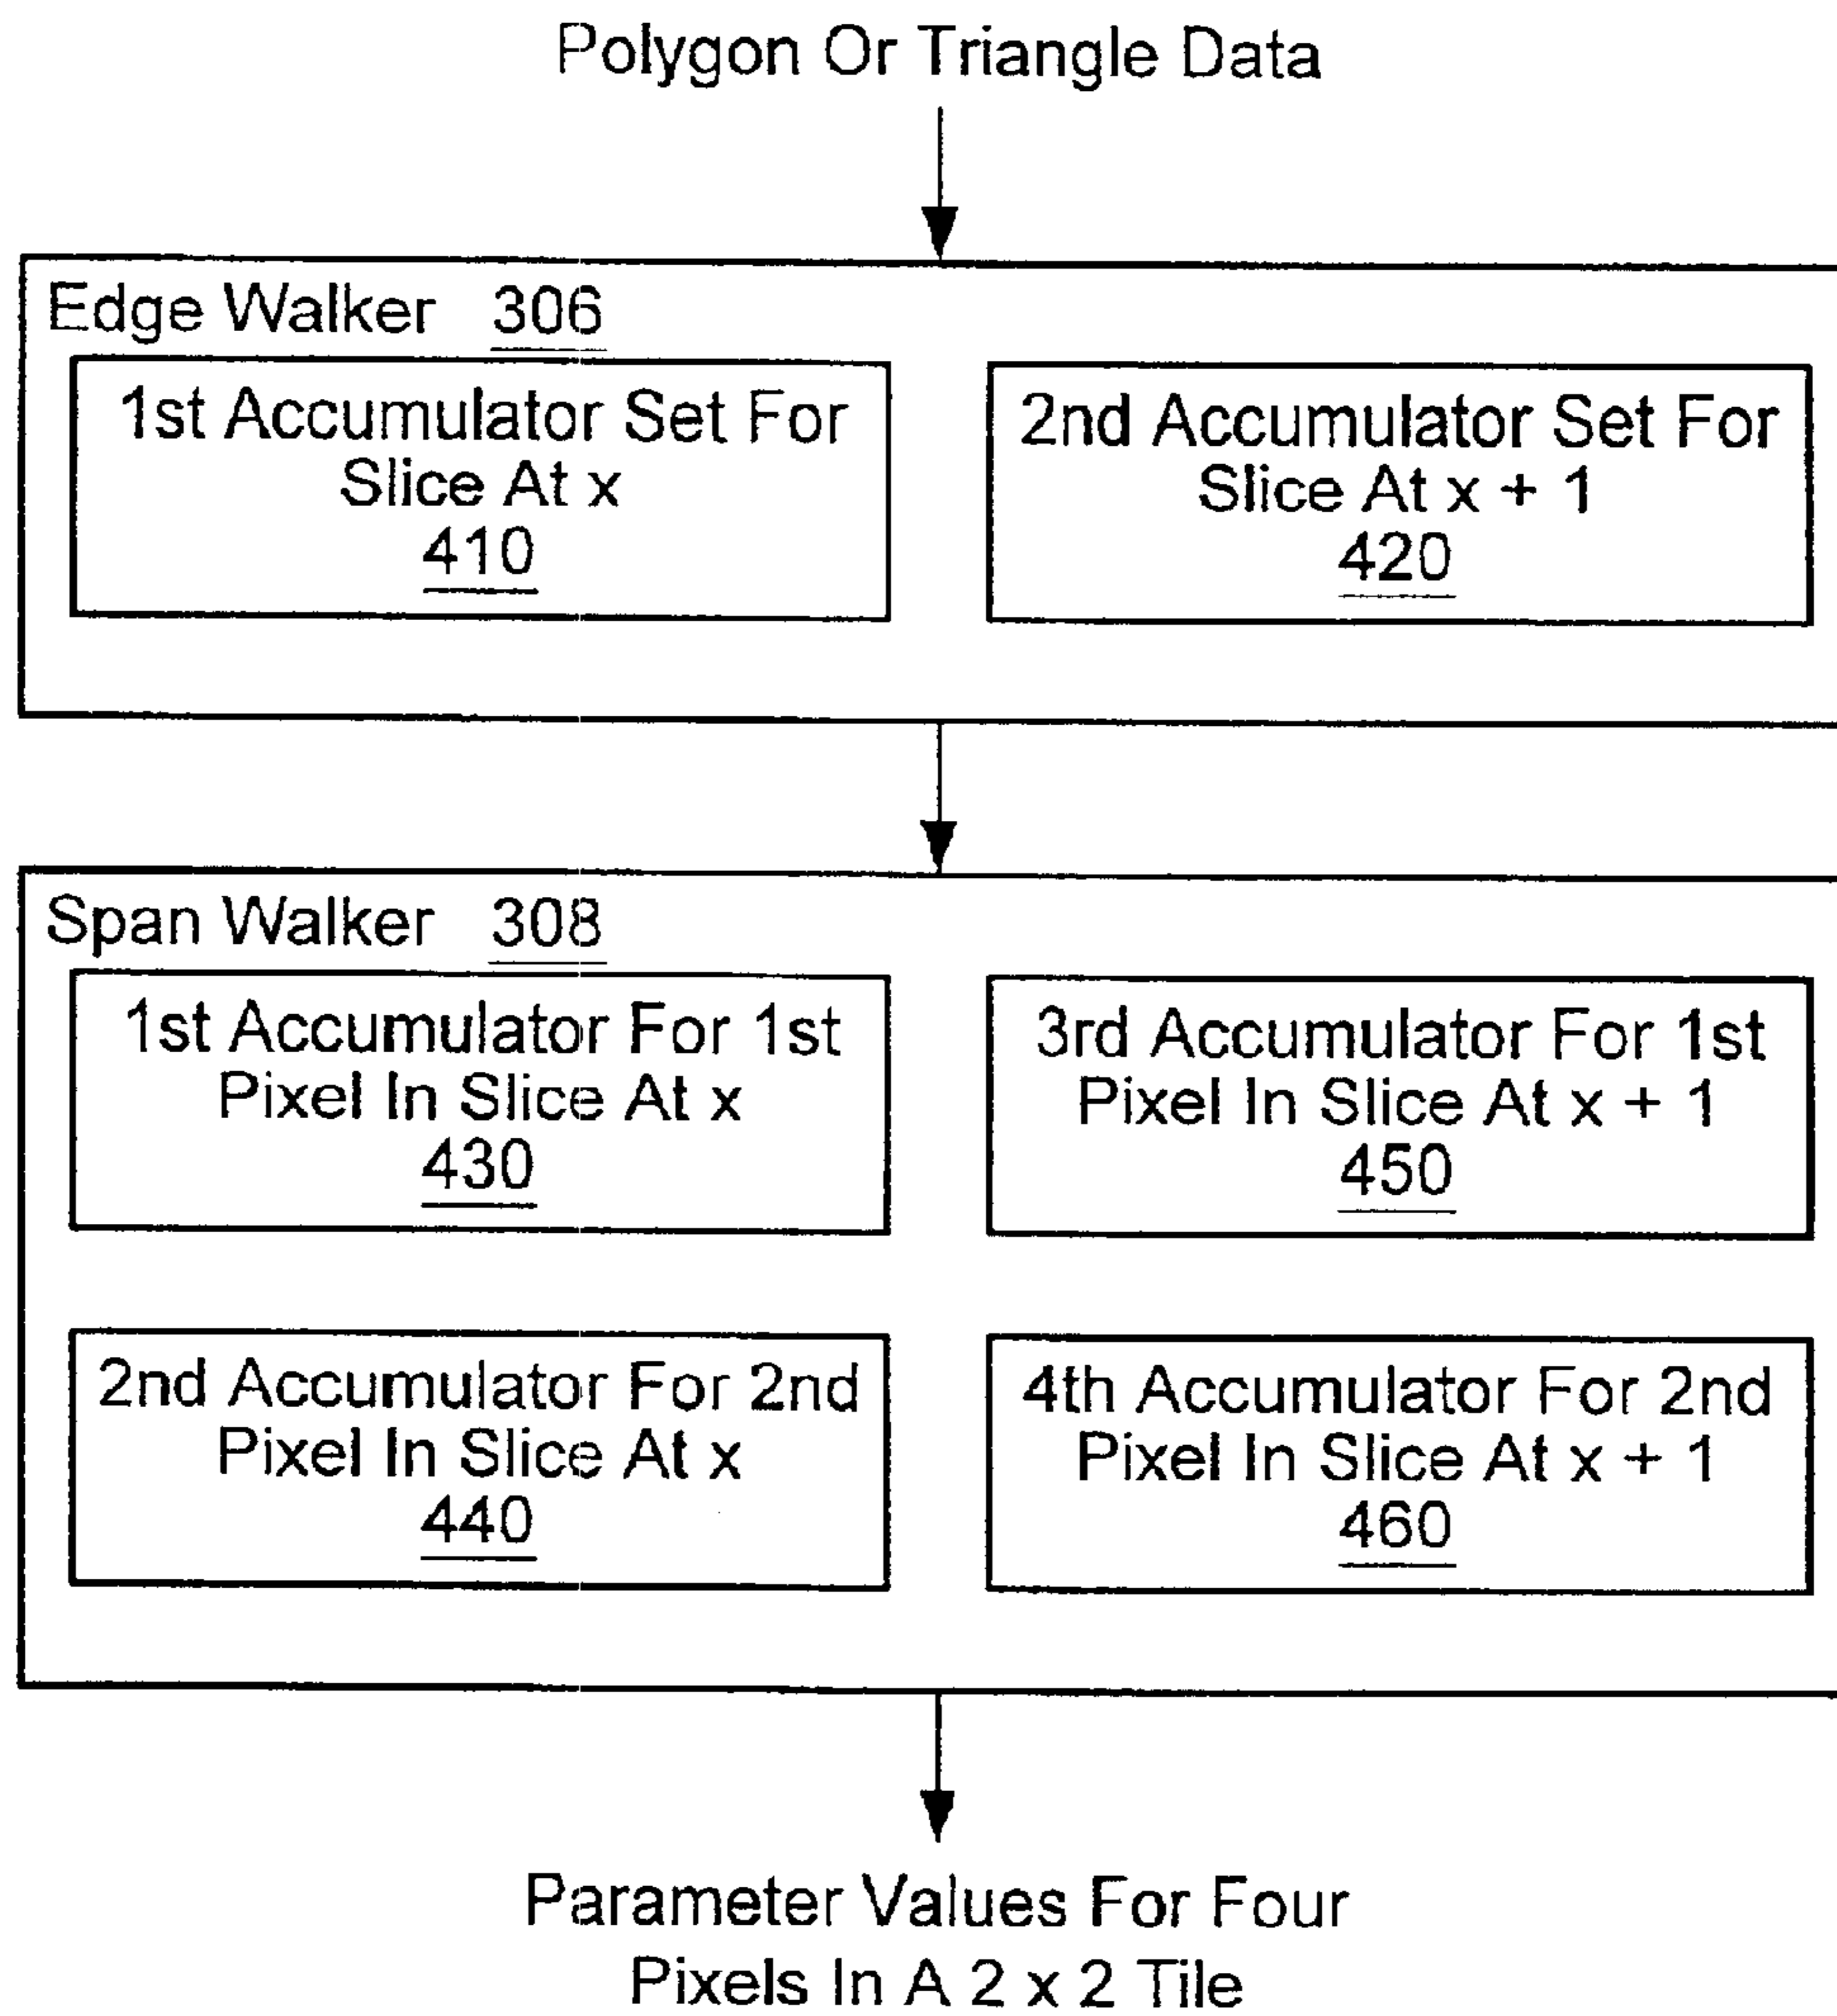 Polygon Or Triangle Data
Edge Walker 306
1st Accumulator Set For
Slice At x
410
2nd Accumulator Set For
Slice At x + 1
420
Span Walker 308
1st Accumulator For 1st
Pixel In Slice At x
430
3rd Accumulator For 1st
Pixel In Slice At x + 1
450
2nd Accumulator For 2nd
Pixel In Slice At x
440
4th Accumulator For 2nd
Pixel In Slice At x + 1
460
Parameter Values For Four
Pixels In A 2 x 2 Tile